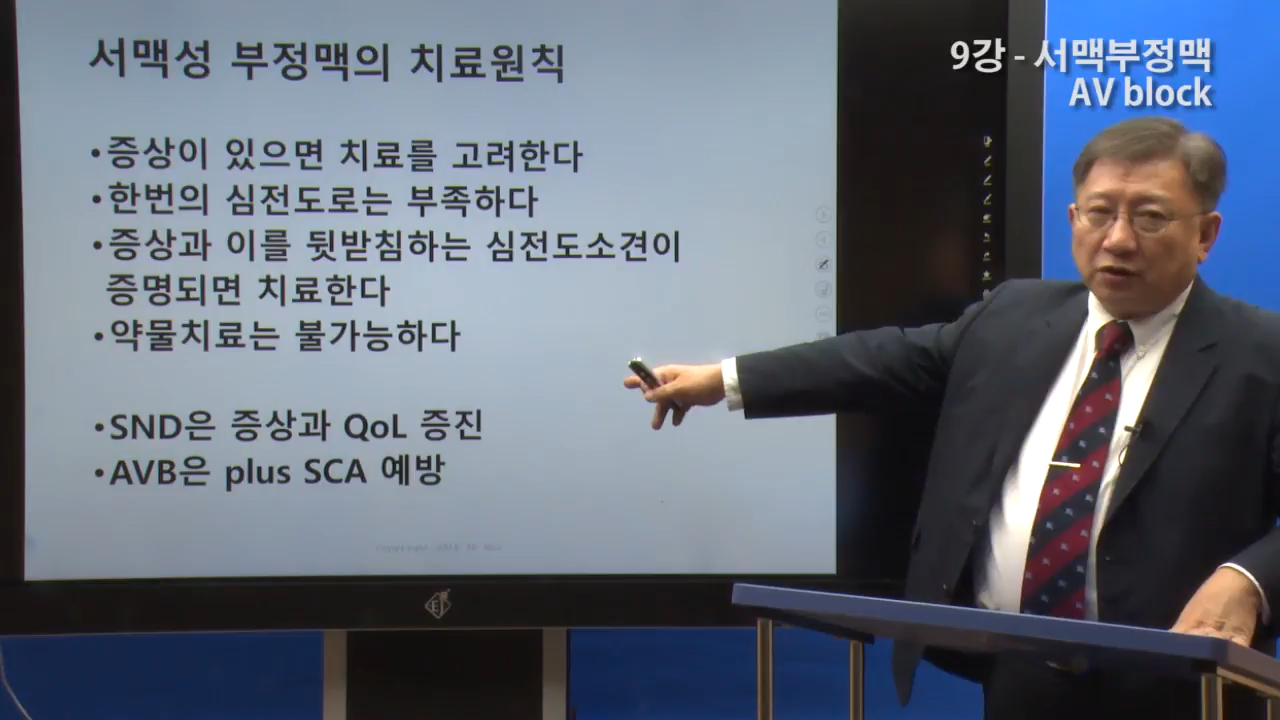 서맥성 부정맥의 치료원칙
•증상이 있으면 치료를 고려한다
•한번의 심전도로는 부족하다
•증상과 이를 뒷받침하는 심전도소견이
증명되면 치료한다
•약물치료는 불가능하다
•SND은 증상과 QoL 증진
•AVB은 plus SCA 예방
9강 - 서맥부정맥
AV block